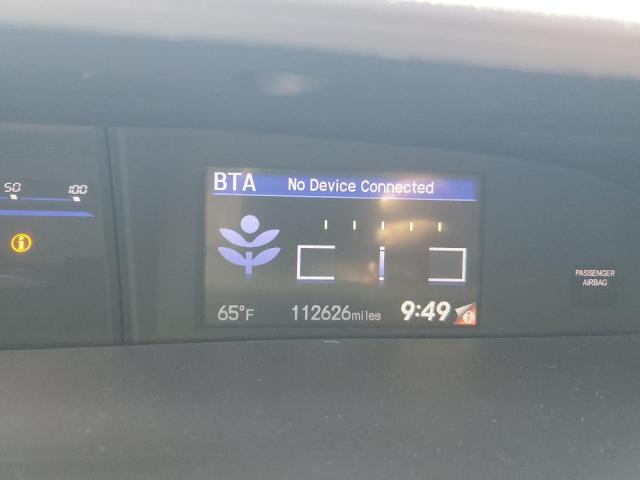 BTA No Device Connected
50 100
PASSENGER
AIRBAG
65°F 112626miles 9:49